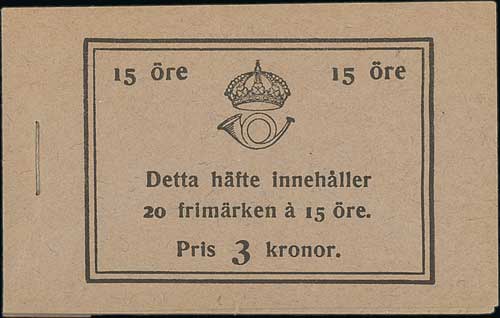 15 öre 15 öre
Detta häfte innehåller
20 frimärken à 15 öre.
Pris 3 kronor.